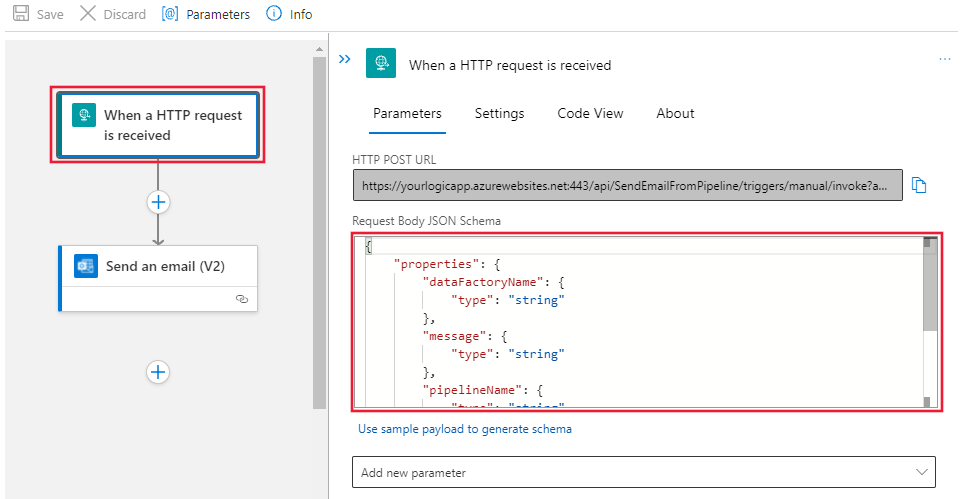 Save Discard Parameters Info
When a HTTP request
is received
Send an email (V2)
When a HTTP request is received
...
Parameters Settings Code View About
HTTP POST URL
https://yourlogicapp.azurewebsites.net:443/api/SendEmailFromPipeline/triggers/manual/invoke?a...
Request Body JSON Schema
{
"properties": {
"dataFactoryName": {
"type": "string"
},
"message": {
"type": "string"
},
"pipelineName": {
"type": "string"
Use sample payload to generate schema
Add new parameter